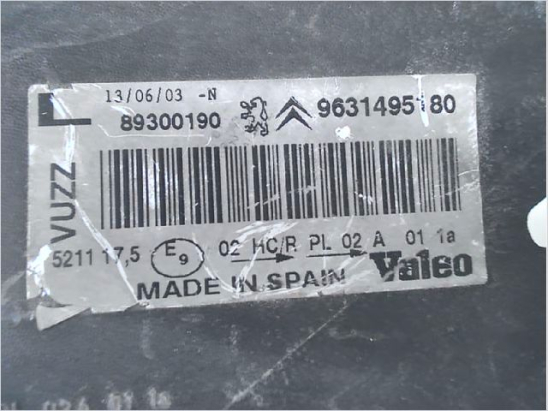 L
VUZZ
13/06/03 -N
89300190 9631495180
5211 17,5 E9 02 HC/R PL 02 A 01 1a
MADE IN SPAIN Valeo